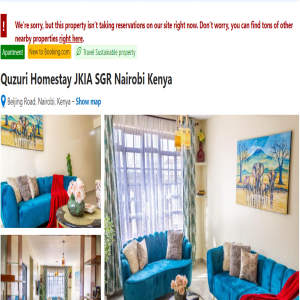 ! We're sorry, but this property isn't taking reservations on our site right now. Don't worry, you can find tons of other
nearby properties right here.
Apartment New to Booking.com Travel Sustainable property
Quzuri Homestay JKIA SGR Nairobi Kenya
Beijing Road, Nairobi, Kenya – Show map